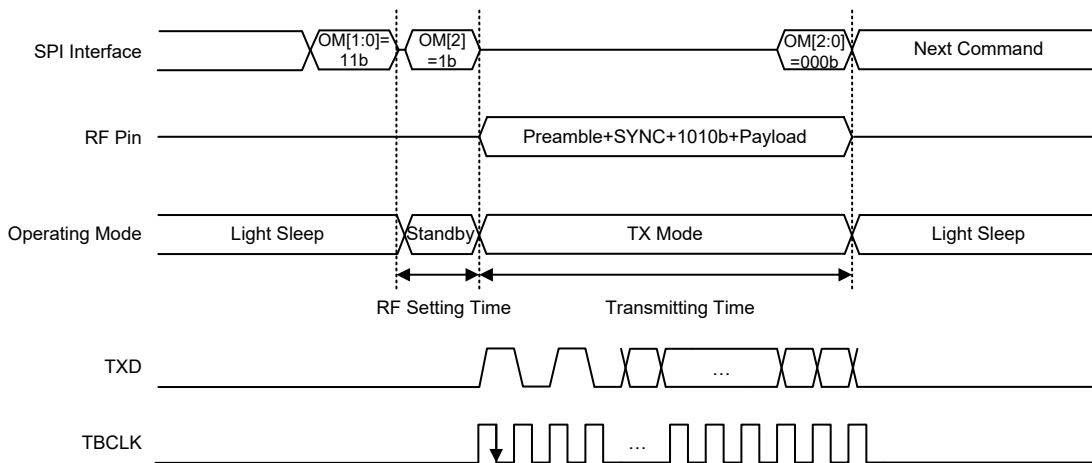 SPI Interface
OM[1:0]=
11b
OM[2]
=1b
OM[2:0]
=000b
Next Command
RF Pin
Preamble+SYNC+1010b+Payload
Operating Mode
Light Sleep
Standby
TX Mode
Light Sleep
RF Setting Time
Transmitting Time
TXD
…
TBCLK
…